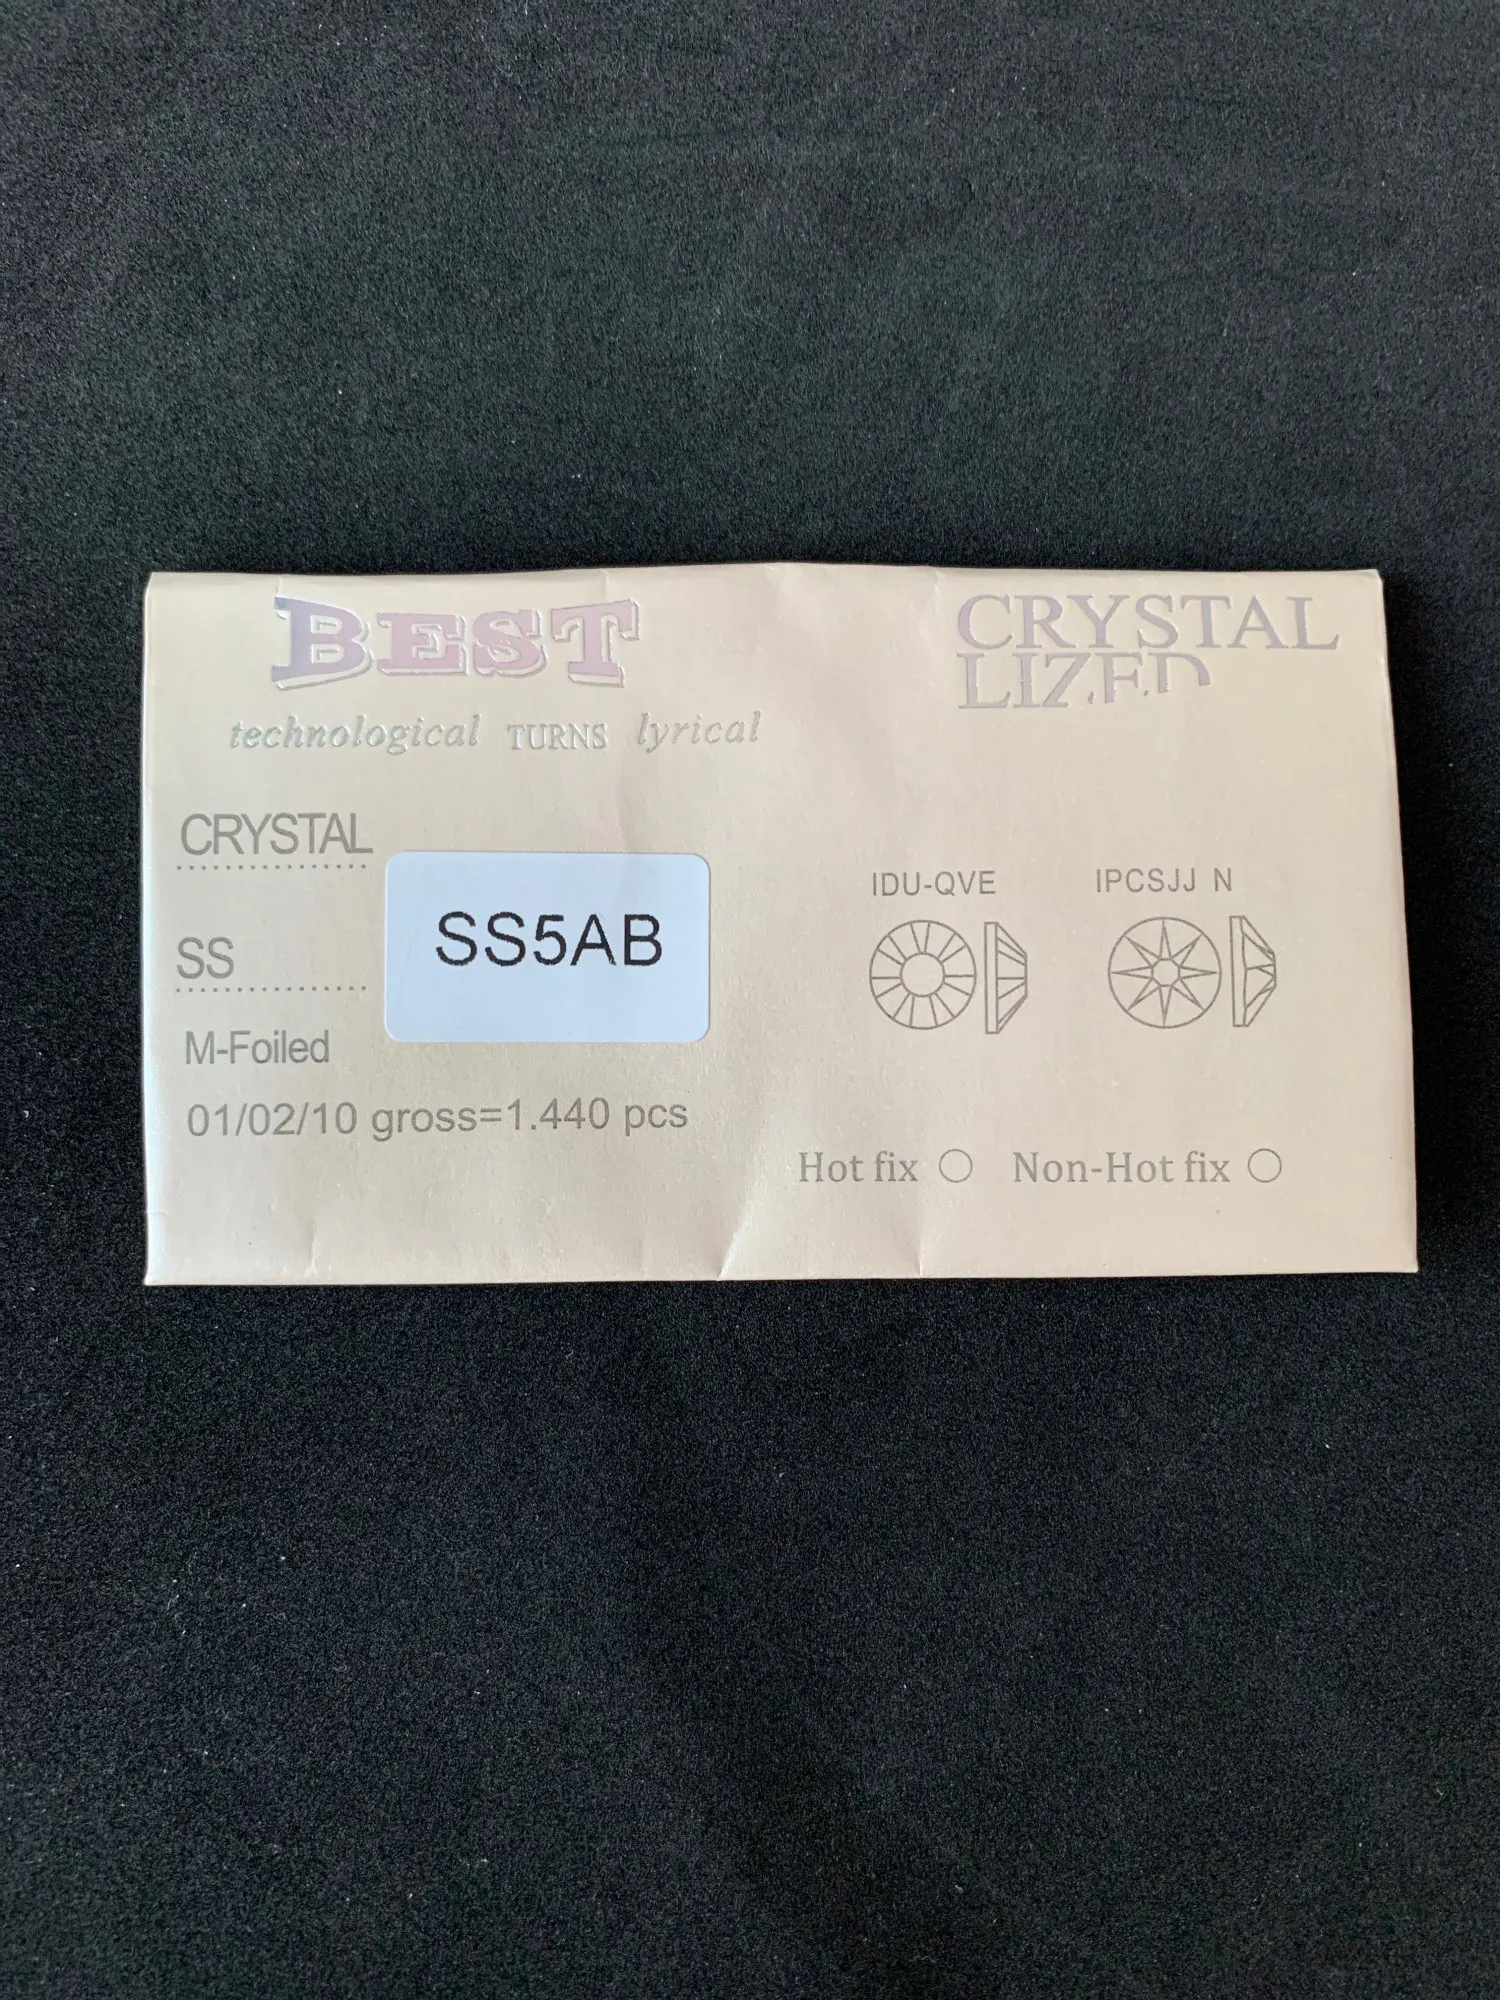 BEST
technological TURNS lyrical
CRYSTAL
LIZED
CRYSTAL
SS
SS5AB
M-Foiled
01/02/10 gross=1.440 pcs
IDU-QVE
IPCSJJ N
Hot fix
Non-Hot fix